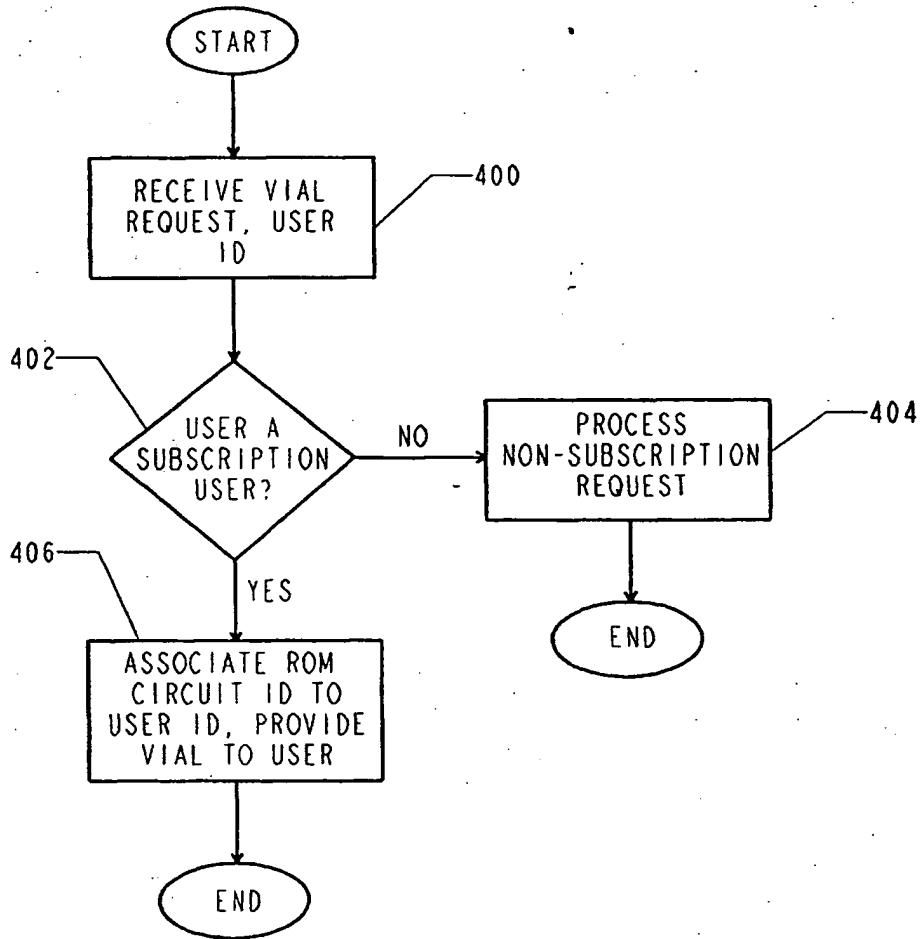 START
RECEIVE VIAL
REQUEST, USER
ID
400
402
USER A
SUBSCRIPTION
USER?
NO
PROCESS
NON-SUBSCRIPTION
REQUEST
404
406
YES
END
ASSOCIATE ROM
CIRCUIT ID TO
USER ID, PROVIDE
VIAL TO USER
END